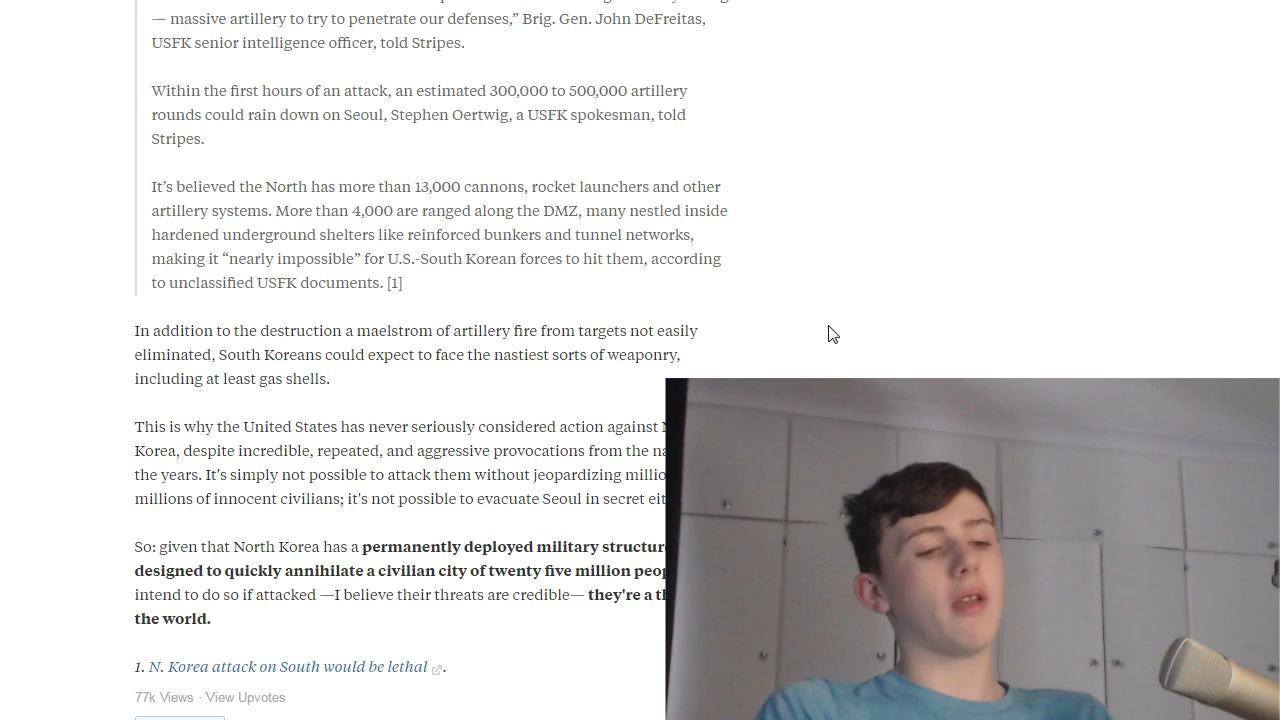 — massive artillery to try to penetrate our defenses,” Brig. Gen. John DeFreitas,
USFK senior intelligence officer, told Stripes.
Within the first hours of an attack, an estimated 300,000 to 500,000 artillery
rounds could rain down on Seoul, Stephen Oertwig, a USFK spokesman, told
Stripes.
It’s believed the North has more than 13,000 cannons, rocket launchers and other
artillery systems. More than 4,000 are ranged along the DMZ, many nestled inside
hardened underground shelters like reinforced bunkers and tunnel networks,
making it “nearly impossible” for U.S.-South Korean forces to hit them, according
to unclassified USFK documents. [1]
In addition to the destruction a maelstrom of artillery fire from targets not easily
eliminated, South Koreans could expect to face the nastiest sorts of weaponry,
including at least gas shells.
This is why the United States has never seriously considered action against
Korea, despite incredible, repeated, and aggressive provocations from the
the years. It's simply not possible to attack them without jeopardizing
millions of innocent civilians; it's not possible to evacuate Seoul in secret
So: given that North Korea has a permanently deployed military
designed to quickly annihilate a civilian city of twenty five million
intend to do so if attacked —I believe their threats are credible— they're a
the world.
1. N. Korea attack on South would be lethal .
77k Views · View Upvotes